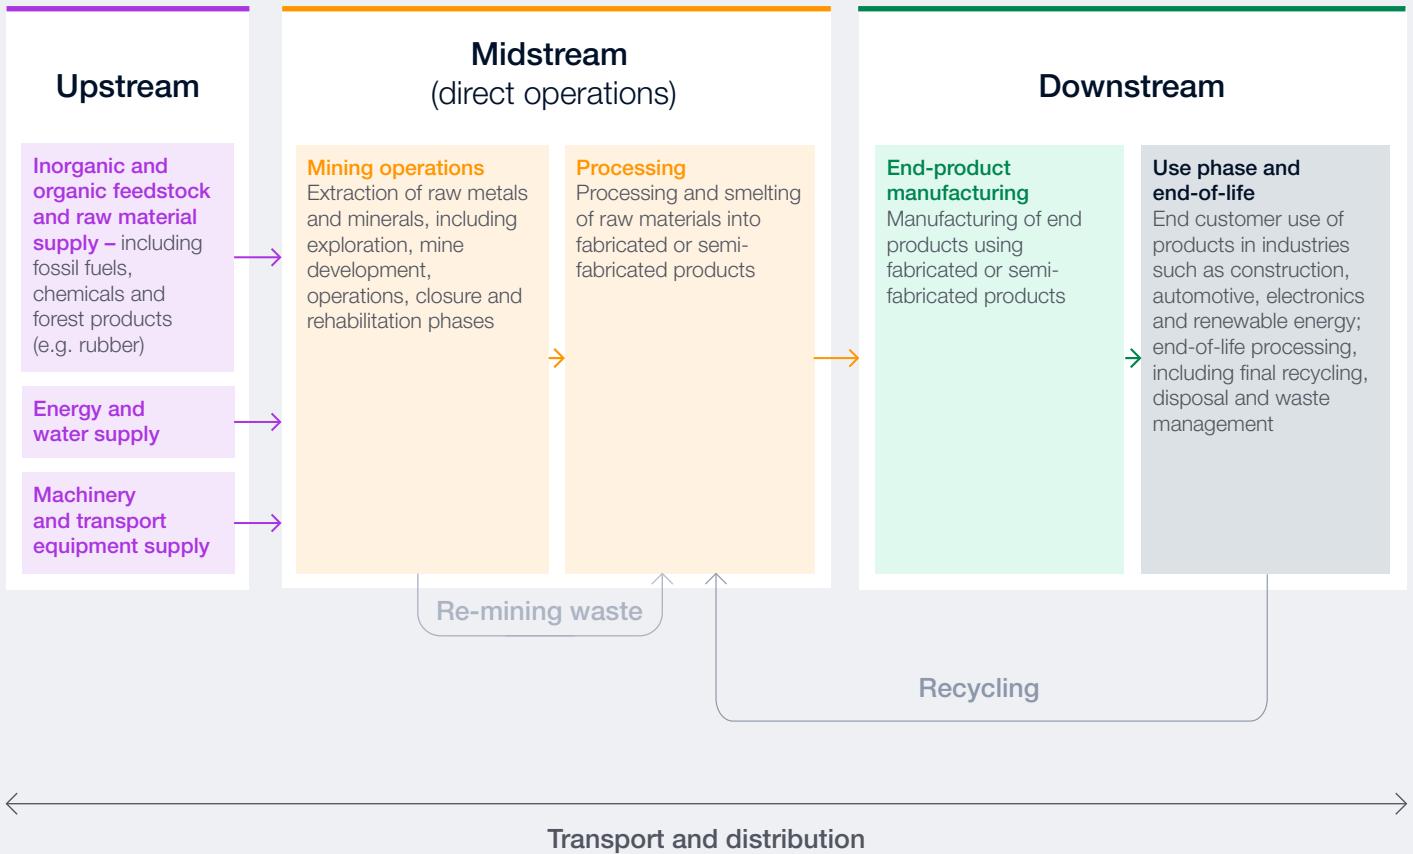 Upstream
Inorganic and
organic feedstock
and raw material
supply – including
fossil fuels,
chemicals and
forest products
(e.g. rubber)
Energy and
water supply
Machinery
and transport
equipment supply
Midstream
(direct operations)
Mining operations
Extraction of raw metals
and minerals, including
exploration, mine
development,
operations, closure and
rehabilitation phases
Processing
Processing and smelting
of raw materials into
fabricated or semi-
fabricated products
Downstream
End-product
manufacturing
Manufacturing of end
products using
fabricated or semi-
fabricated products
Use phase and
end-of-life
End customer use of
products in industries
such as construction,
automotive, electronics
and renewable energy;
end-of-life processing,
including final recycling,
disposal and waste
management
Re-mining waste
Recycling
Transport and distribution